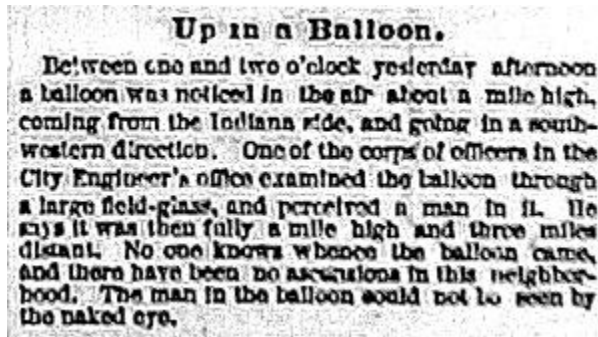 Up in a Balloon.
Between one and two o'clock yesterday afternoon
a balloon was noticed in the air about a mile high,
coming from the Indiana side, and going in a south-
western direction. One of the corps of officers in the
City Engineer's office examined the balloon through
a large field-glass, and perceived a man in it. He
says it was then fully a mile high and three miles
distant. No one knows whence the balloon came,
and there have been no ascensions in this neighbor-
hood. The man in the balloon could not be seen by
the naked eye.